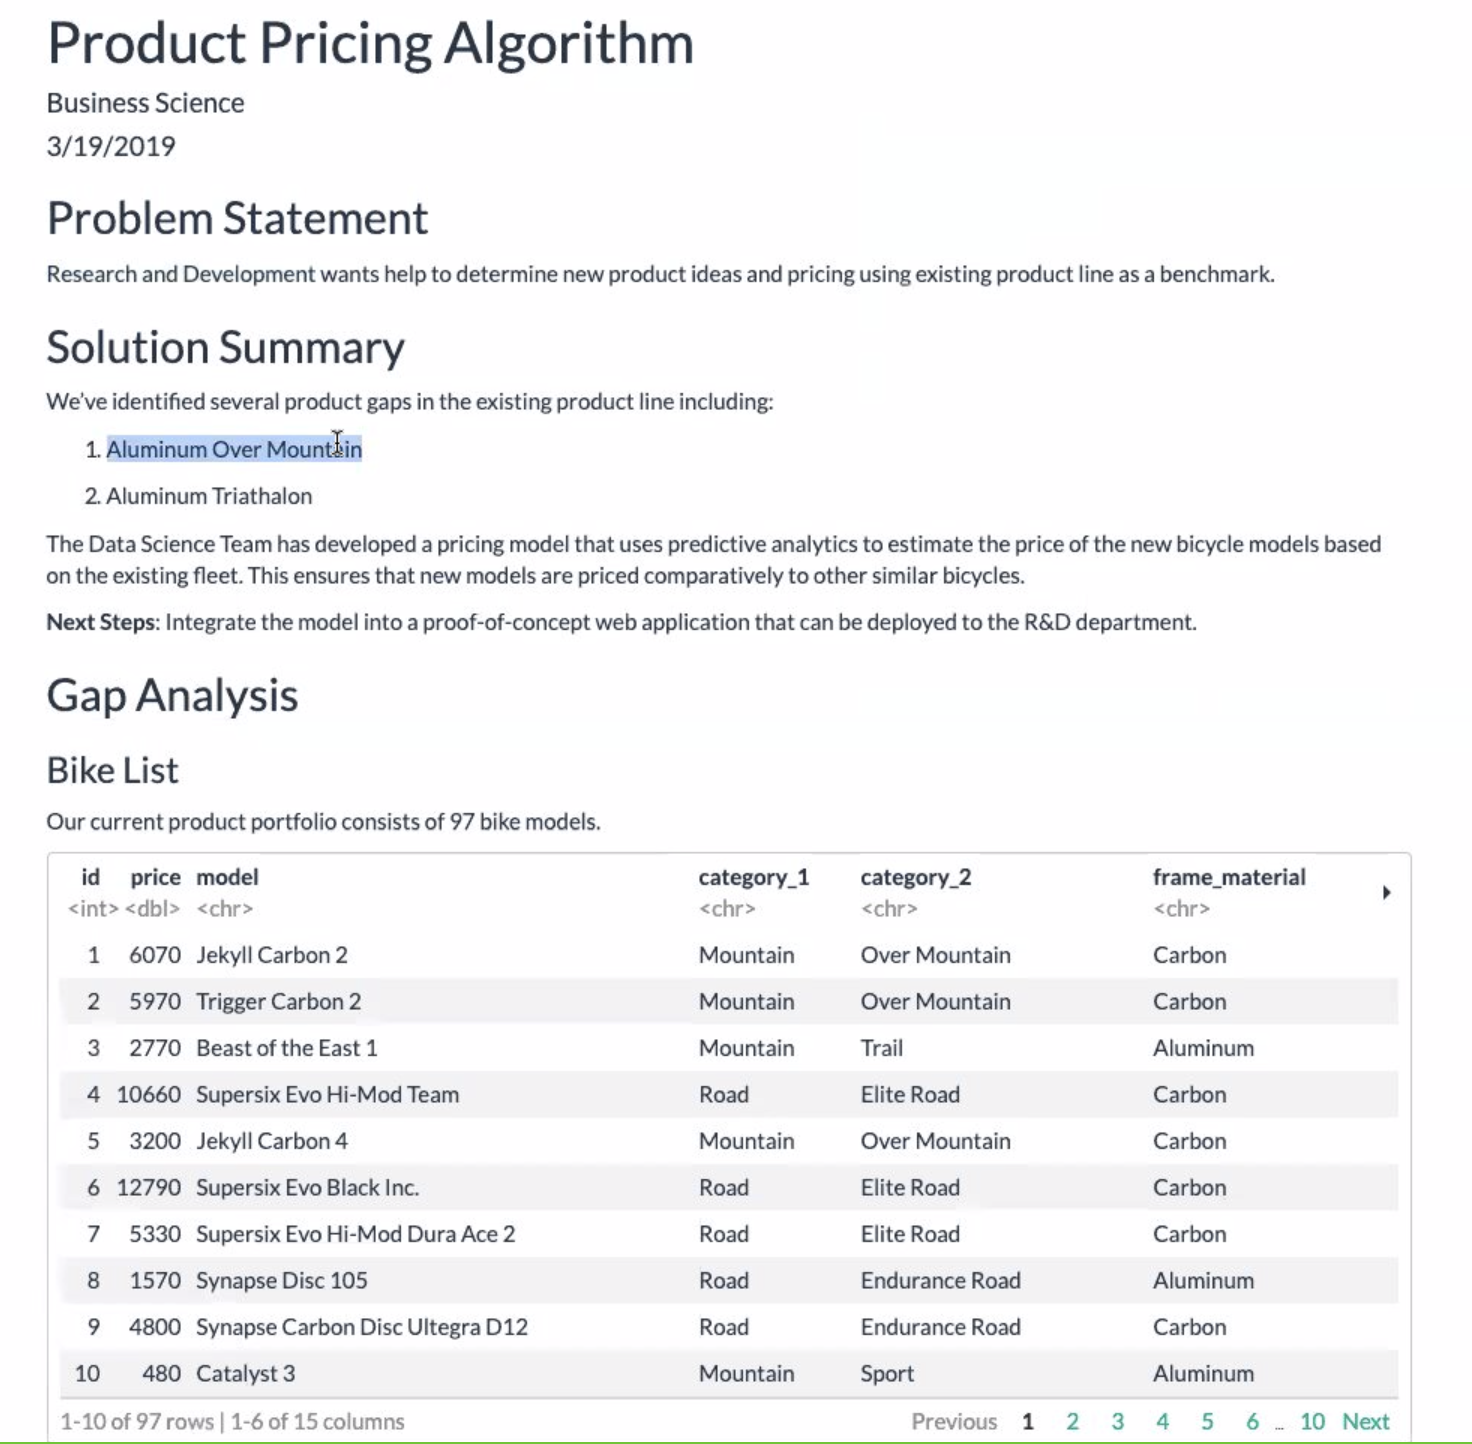 Product Pricing Algorithm
Business Science
3/19/2019
Problem Statement
Research and Development wants help to determine new product ideas and pricing using existing product line as a benchmark.
Solution Summary
We've identified several product gaps in the existing product line including:
1. Aluminum Over Mountain
2. Aluminum Triathalon
The Data Science Team has developed a pricing model that uses predictive analytics to estimate the price of the new bicycle models based
on the existing fleet. This ensures that new models are priced comparatively to other similar bicycles.
Next Steps: Integrate the model into a proof-of-concept web application that can be deployed to the R&D department.
Gap Analysis
Bike List
Our current product portfolio consists of 97 bike models.
id price model category_1 category_2 frame_material
<int> <dbl> <chr> <chr> <chr> <chr>
1 6070 Jekyll Carbon 2 Mountain Over Mountain Carbon
2 5970 Trigger Carbon 2 Mountain Over Mountain Carbon
3 2770 Beast of the East 1 Mountain Trail Aluminum
4 10660 Supersix Evo Hi-Mod Team Road Elite Road Carbon
5 3200 Jekyll Carbon 4 Mountain Over Mountain Carbon
6 12790 Supersix Evo Black Inc. Road Elite Road Carbon
7 5330 Supersix Evo Hi-Mod Dura Ace 2 Road Elite Road Carbon
8 1570 Synapse Disc 105 Road Endurance Road Aluminum
9 4800 Synapse Carbon Disc Ultegra D12 Road Endurance Road Carbon
10 480 Catalyst 3 Mountain Sport Aluminum
1-10 of 97 rows | 1-6 of 15 columns Previous 1 2 3 4 5 6 ... 10 Next